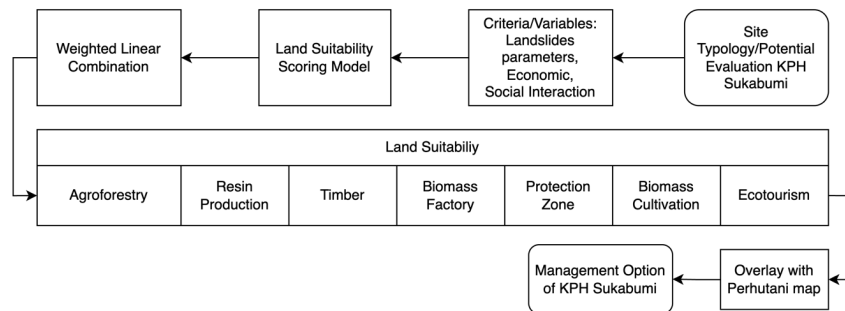 Weighted Linear
Combination
Land Suitability
Scoring Model
Criteria/Variables:
Landslides
parameters,
Economic,
Social Interaction
Site
Typology/Potential
Evaluation KPH
Sukabumi
Land Suitabiliy
Agroforestry
Resin
Production
Timber
Biomass
Factory
Protection
Zone
Biomass
Cultivation
Ecotourism
Management Option
of KPH Sukabumi
Overlay with
Perhutani map